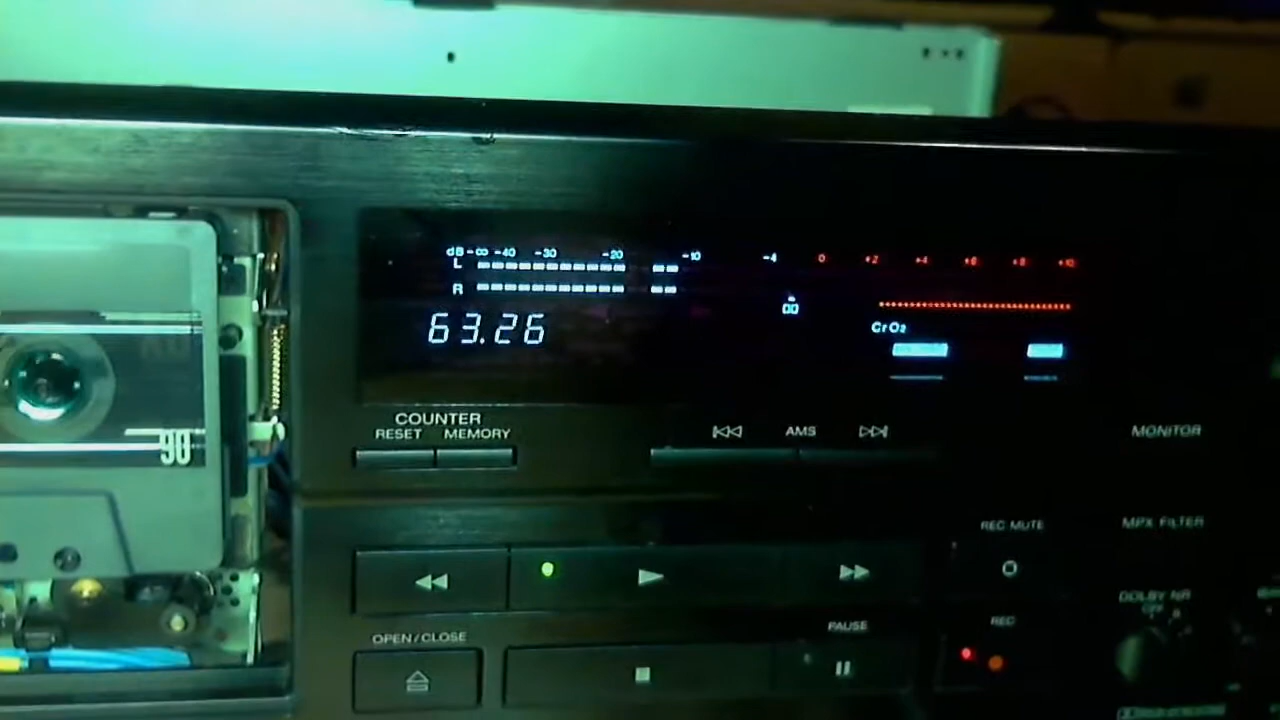 dB -∞ -40 -30 -20 -10 -4 0 +2 +4 +6 +8 +10
L
R
63.26
CrO2
90
COUNTER
RESET MEMORY
AMS
MONITOR
MPX FILTER
REC MUTE
DOLBY NR
OPEN/CLOSE
PAUSE
REC